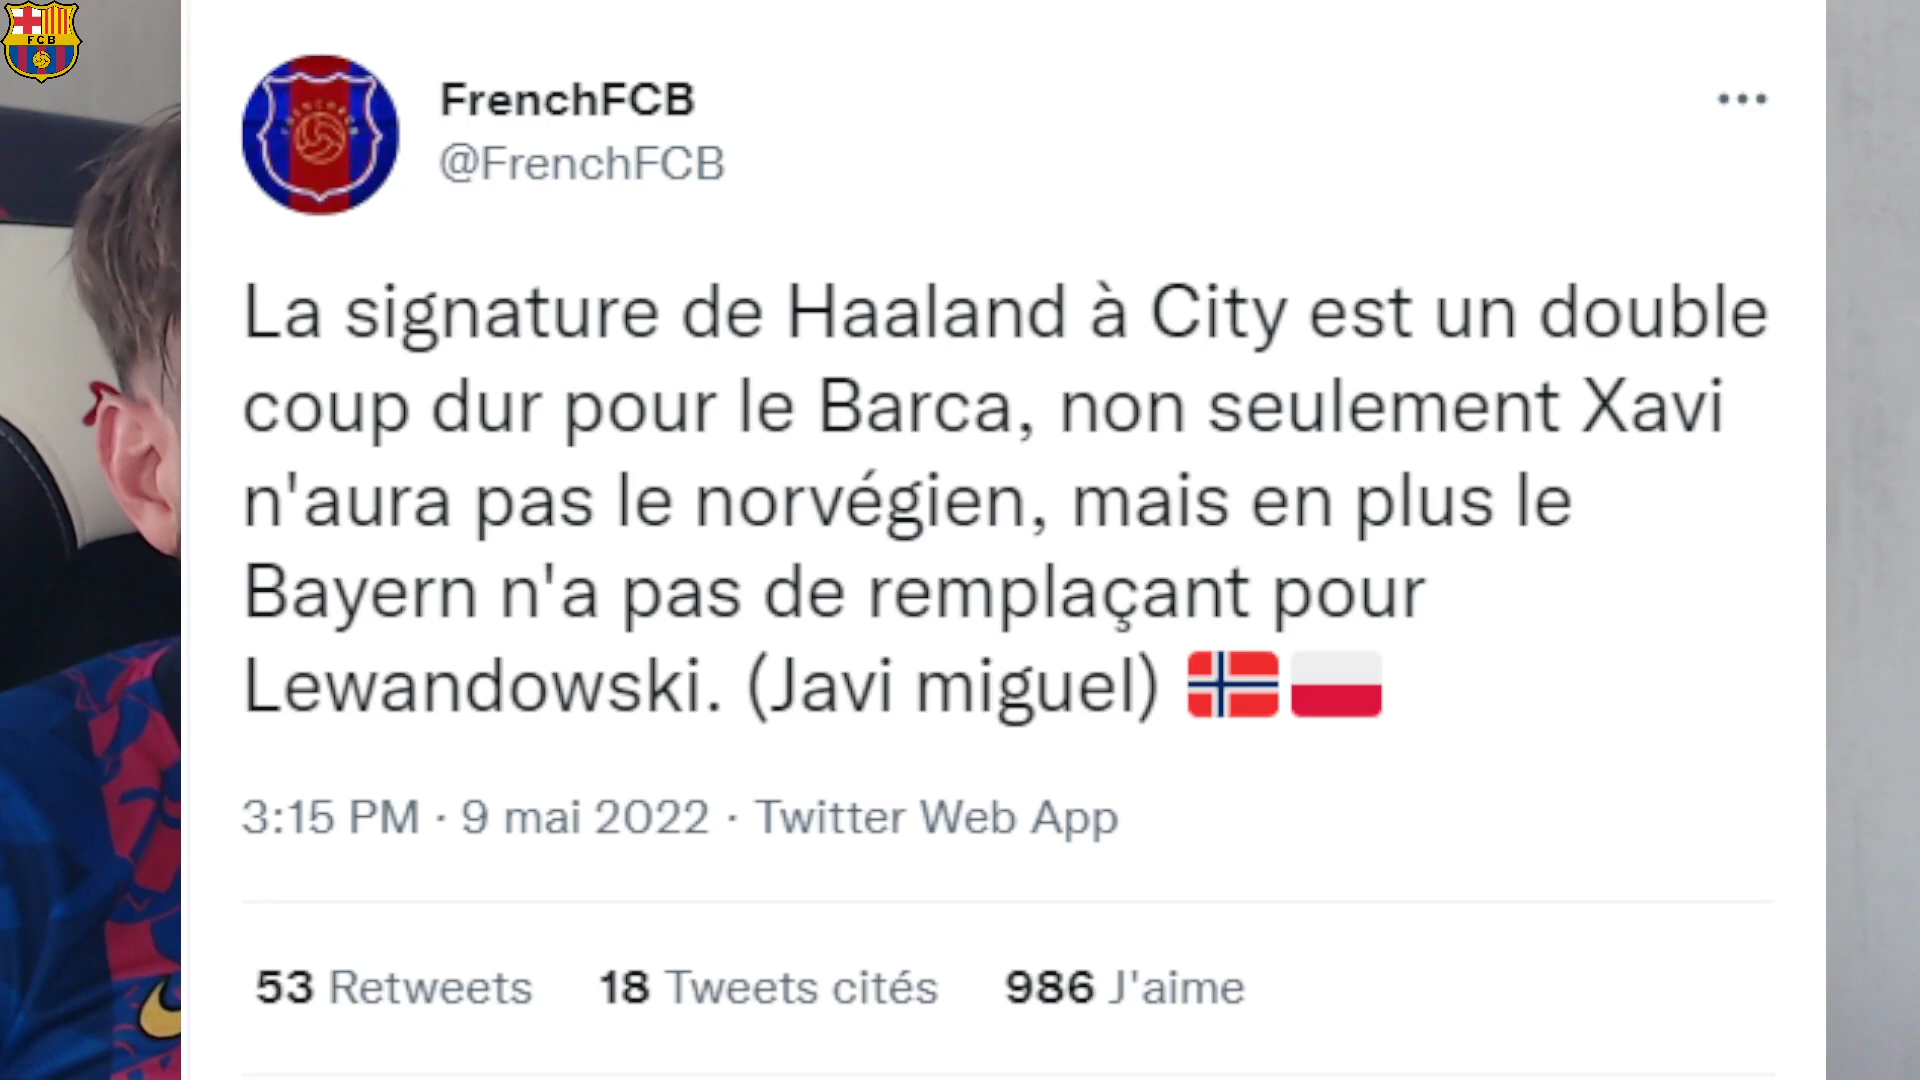 FCB
FrenchFCB
@FrenchFCB
La signature de Haaland à City est un double
coup dur pour le Barca, non seulement Xavi
n'aura pas le norvégien, mais en plus le
Bayern n'a pas de remplaçant pour
Lewandowski. (Javi miguel)
3:15 PM · 9 mai 2022 · Twitter Web App
53 Retweets 18 Tweets cités 986 J'aime